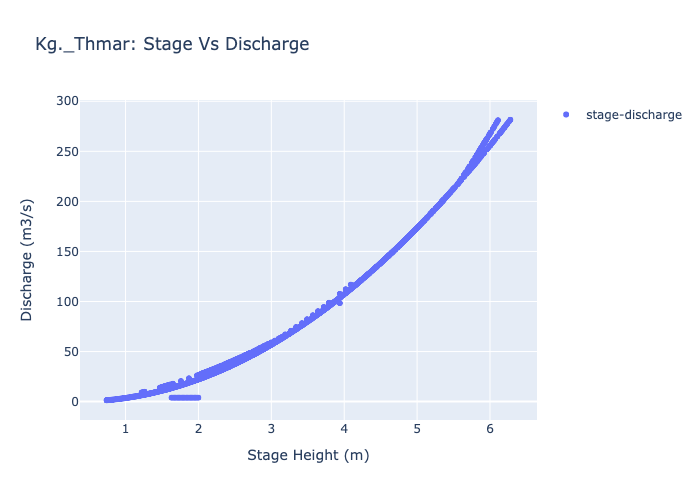 Kg._Thmar: Stage Vs Discharge
stage-discharge
Discharge (m3/s)
300
250
200
150
100
50
0
1 2 3 4 5 6
Stage Height (m)